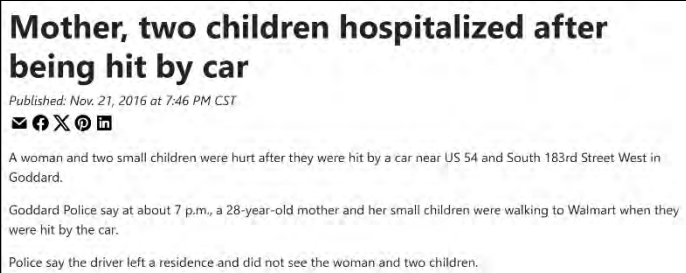 Mother, two children hospitalized after
being hit by car
Published: Nov. 21, 2016 at 7:46 PM CST
A woman and two small children were hurt after they were hit by a car near US 54 and South 183rd Street West in
Goddard.
Goddard Police say at about 7 p.m., a 28-year-old mother and her small children were walking to Walmart when they
were hit by the car.
Police say the driver left a residence and did not see the woman and two children.